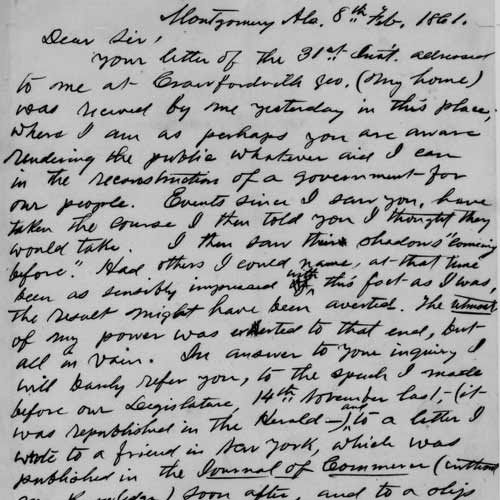 Montgomery Ala. 8th Feb. 1861.
Dear Sir,
Your letter of the 31st Inst. adressed
to me at Crawfordvill Geo. (my home)
was recived by me yesterday in this place,
where I am as perhaps you are aware
rendering the public whatever aid I can
in the reconstruction of a government for
our people. Events since I saw you, have
taken the course I then told you I thought they
would take. I then saw their shadows "coming
before". Had others I could name, at that time
been as sensibly impressed with this fact as I was,
the result might have been averted. The utmost
of my power was exerted to that end, but
all in vain. In answer to your inquiry I
will barely refer you, to the speech I made
before our Legislature 14th November last,- (it
was republished in the Herald-) and to a letter I
wrote to a friend in New York, which was
published in the Journal of Commerce (without
my knowledge) soon after, and to a